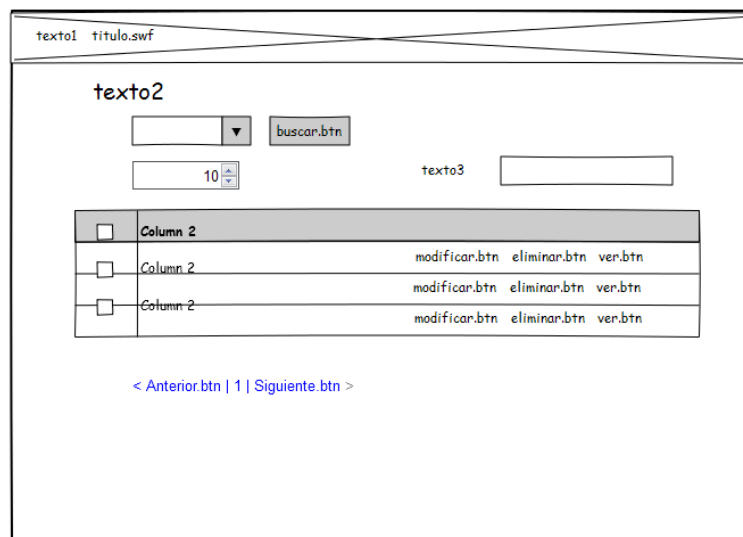 texto1 titulo.swf
texto2
buscar.btn
10
texto3
Column 2
modificar.btn eliminar.btn ver.btn
Column 2
modificar.btn eliminar.btn ver.btn
Column 2
modificar.btn eliminar.btn ver.btn
< Anterior.btn | 1 | Siguiente.btn >